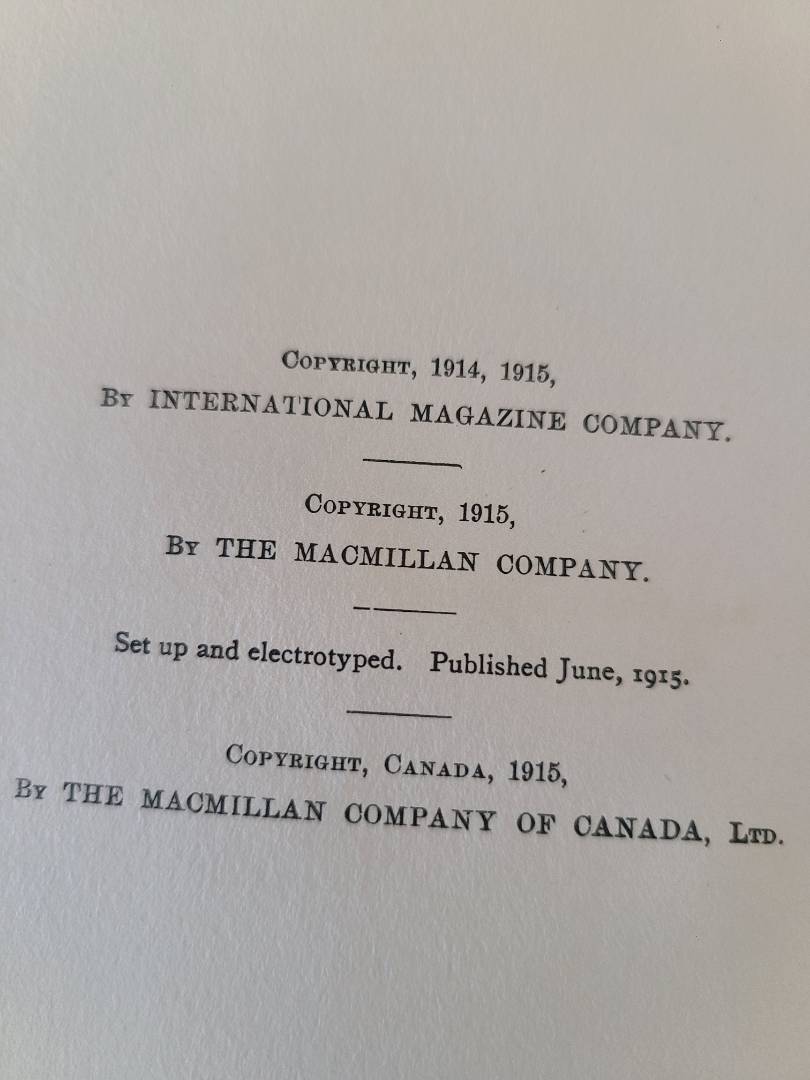 Copyright, 1914, 1915,
By INTERNATIONAL MAGAZINE COMPANY.
Copyright, 1915,
By THE MACMILLAN COMPANY.
Set up and electrotyped. Published June, 1915.
Copyright, Canada, 1915,
By THE MACMILLAN COMPANY OF CANADA, Ltd.